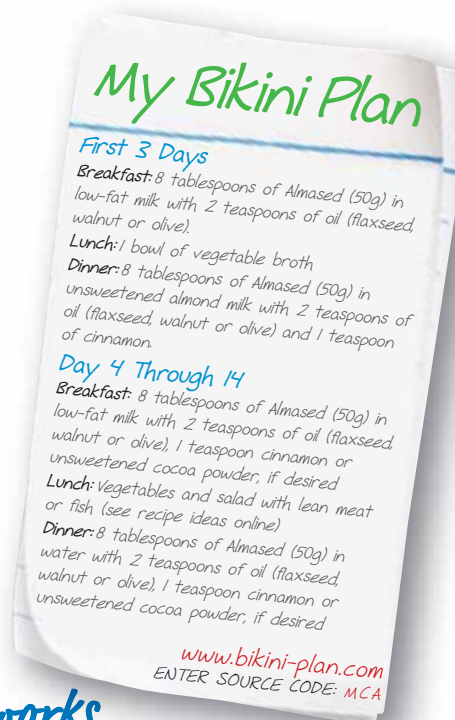 My Bikini Plan
First 3 Days
Breakfast: 8 tablespoons of Almased (50g) in
low-fat milk with 2 teaspoons of oil (flaxseed,
walnut or olive).
Lunch: 1 bowl of vegetable broth
Dinner: 8 tablespoons of Almased (50g) in
unsweetened almond milk with 2 teaspoons of
oil (flaxseed, walnut or olive) and 1 teaspoon
of cinnamon.
Day 4 Through 14
Breakfast: 8 tablespoons of Almased (50g) in
low-fat milk with 2 teaspoons of oil (flaxseed,
walnut or olive), 1 teaspoon cinnamon or
unsweetened cocoa powder, if desired
Lunch: Vegetables and salad with lean meat
or fish (see recipe ideas online)
Dinner: 8 tablespoons of Almased (50g) in
water with 2 teaspoons of oil (flaxseed,
walnut or olive), 1 teaspoon cinnamon or
unsweetened cocoa powder, if desired
www.bikini-plan.com
ENTER SOURCE CODE: MCA